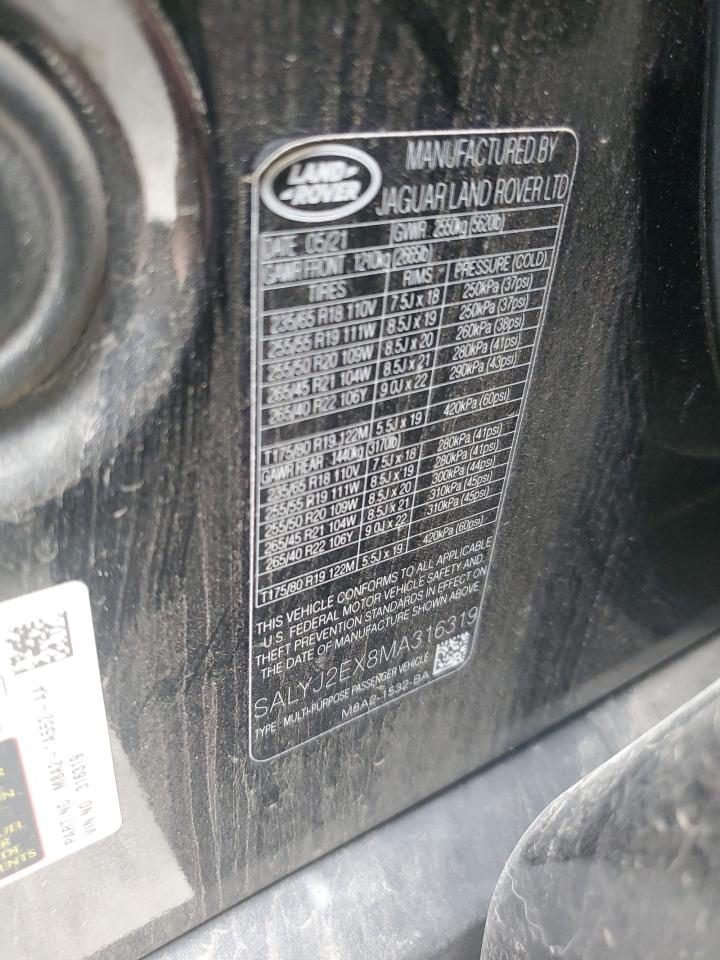 LAND-
-ROVER
MANUFACTURED BY
JAGUAR LAND ROVER LTD
DATE 05/21 GVWR 2550kg (5620lb)
GAWR FRONT 1210kg (2668lb)
TIRES RIMS PRESSURE (COLD)
235/65 R18 110V 7.5J x 18 250kPa (37psi)
255/55 R19 111W 8.5J x 19 250kPa (37psi)
255/50 R20 109W 8.5J x 20 260kPa (38psi)
265/45 R21 104W 8.5J x 21 280kPa (41psi)
265/40 R22 106Y 9.0J x 22 290kPa (43psi)
T175/80 R19 122M 5.5J x 19 420kPa (60psi)
GAWR REAR 1440kg (3170lb)
235/65 R18 110V 7.5J x 18 280kPa (41psi)
255/55 R19 111W 8.5J x 19 280kPa (41psi)
255/50 R20 109W 8.5J x 20 300kPa (44psi)
265/45 R21 104W 8.5J x 21 310kPa (45psi)
265/40 R22 106Y 9.0J x 22 310kPa (45psi)
T175/80 R19 122M 5.5J x 19 420kPa (60psi)
THIS VEHICLE CONFORMS TO ALL APPLICABLE
U.S. FEDERAL MOTOR VEHICLE SAFETY AND
THEFT PREVENTION STANDARDS IN EFFECT ON
THE DATE OF MANUFACTURE SHOWN ABOVE
SALYJ2EX8MA316319
TYPE: MULTI-PURPOSE PASSENGER VEHICLE
M8A2-1532-BA
PART NO
VIN NO 316319